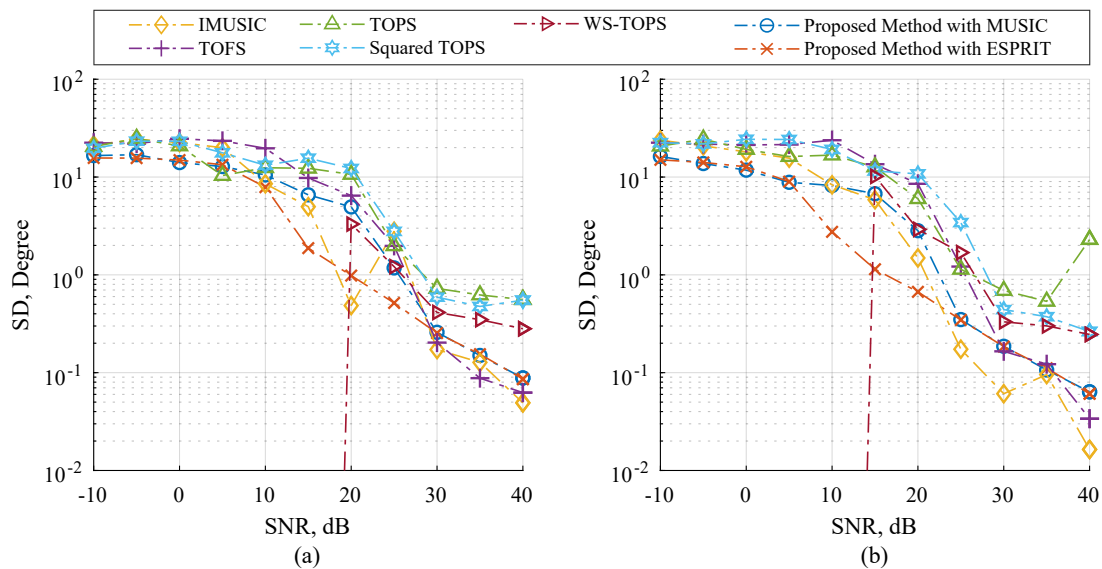 IMUSIC TOPS WS-TOPS Proposed Method with MUSIC
TOFS Squared TOPS Proposed Method with ESPRIT
SD, Degree
10^2
10^1
10^0
10^-1
10^-2
-10 0 10 20 30 40
SNR, dB
(a)
SD, Degree
10^2
10^1
10^0
10^-1
10^-2
-10 0 10 20 30 40
SNR, dB
(b)